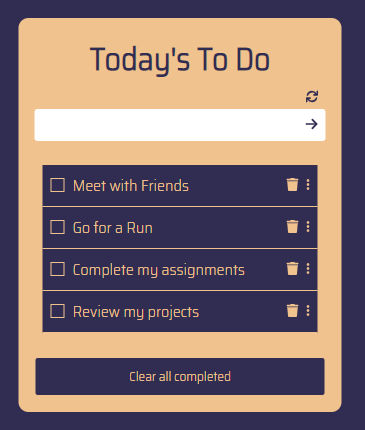 Today's To Do
Meet with Friends
Go for a Run
Complete my assignments
Review my projects
Clear all completed